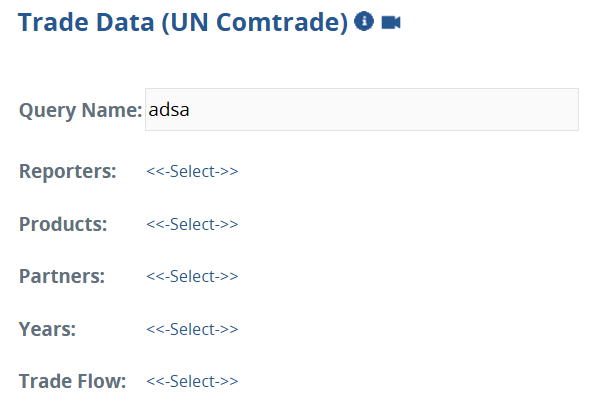 Trade Data (UN Comtrade)
Query Name: adsa
Reporters: <<-Select->>
Products: <<-Select->>
Partners: <<-Select->>
Years: <<-Select->>
Trade Flow: <<-Select->>